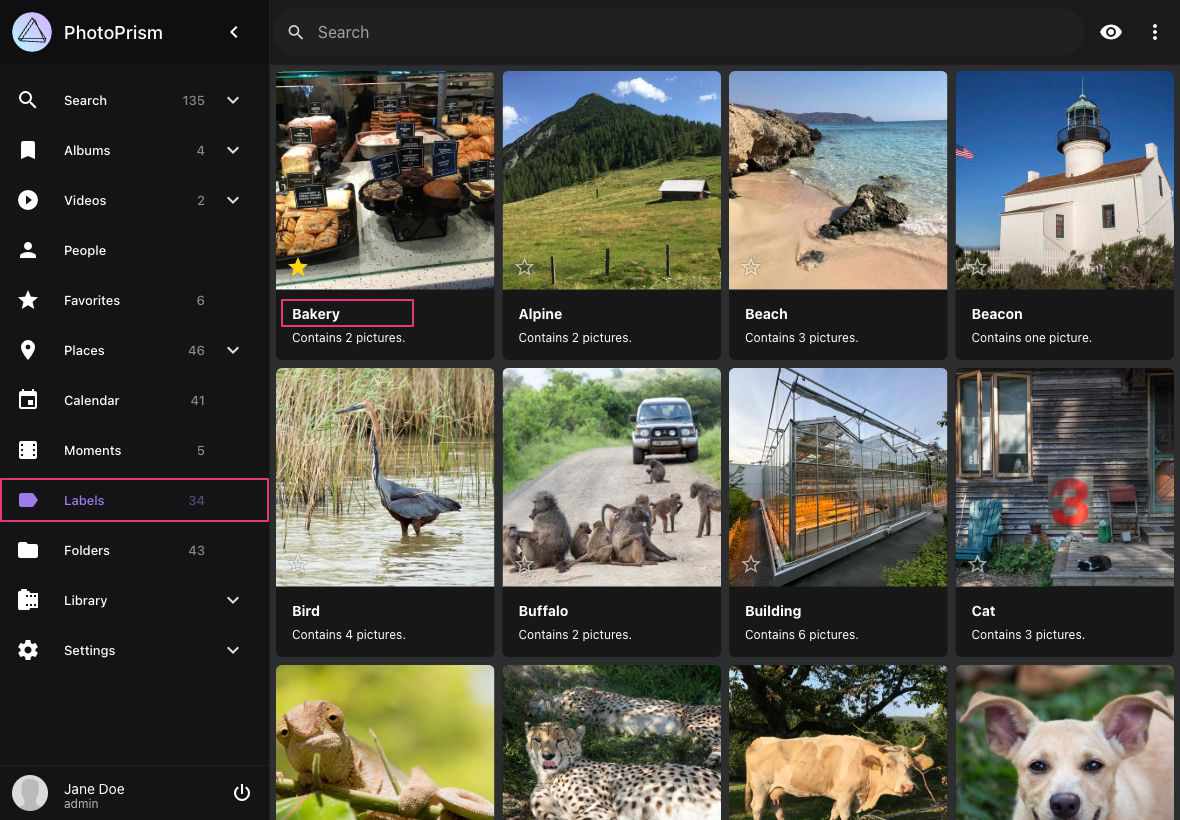 PhotoPrism
Search
Search 135
Albums 4
Videos 2
People
Favorites 6
Places 46
Calendar 41
Moments 5
Labels 34
Folders 43
Library
Settings
Jane Doe
admin
Bakery
Contains 2 pictures.
Alpine
Contains 2 pictures.
Beach
Contains 3 pictures.
Beacon
Contains one picture.
Bird
Contains 4 pictures.
Buffalo
Contains 2 pictures.
Building
Contains 6 pictures.
3
Cat
Contains 3 pictures.